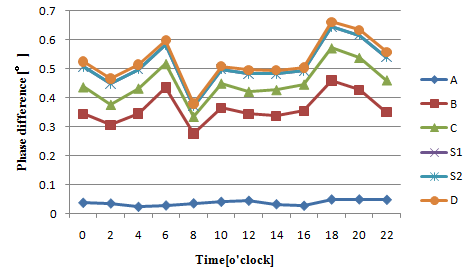 0.7
0.6
0.5
0.4
0.3
0.2
0.1
0
Phase difference [° ]
0 2 4 6 8 10 12 14 16 18 20 22
Time[o'clock]
A
B
C
S1
S2
D